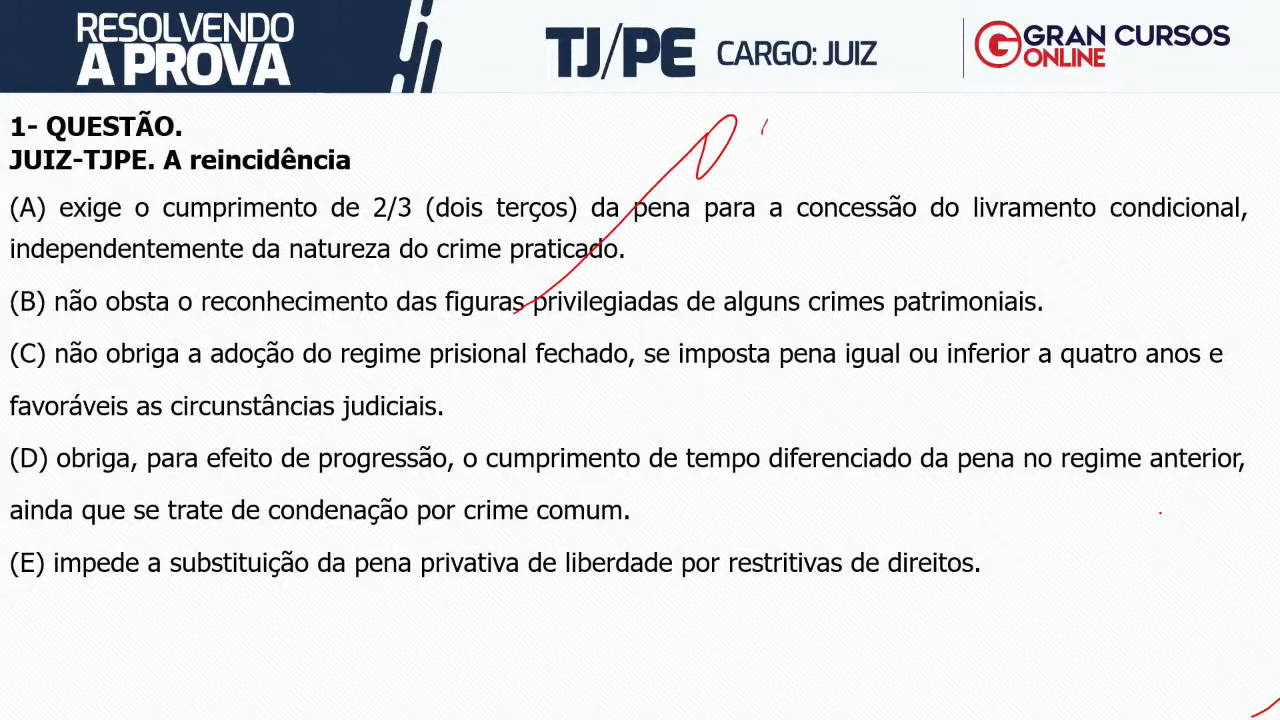 RESOLVENDO
A PROVA
TJ/PE CARGO: JUIZ
G GRAN CURSOS
ONLINE
1- QUESTÃO.
JUIZ-TJPE. A reincidência
(A) exige o cumprimento de 2/3 (dois terços) da pena para a concessão do livramento condicional,
independentemente da natureza do crime praticado.
(B) não obsta o reconhecimento das figuras privilegiadas de alguns crimes patrimoniais.
(C) não obriga a adoção do regime prisional fechado, se imposta pena igual ou inferior a quatro anos e
favoráveis as circunstâncias judiciais.
(D) obriga, para efeito de progressão, o cumprimento de tempo diferenciado da pena no regime anterior,
ainda que se trate de condenação por crime comum.
(E) impede a substituição da pena privativa de liberdade por restritivas de direitos.